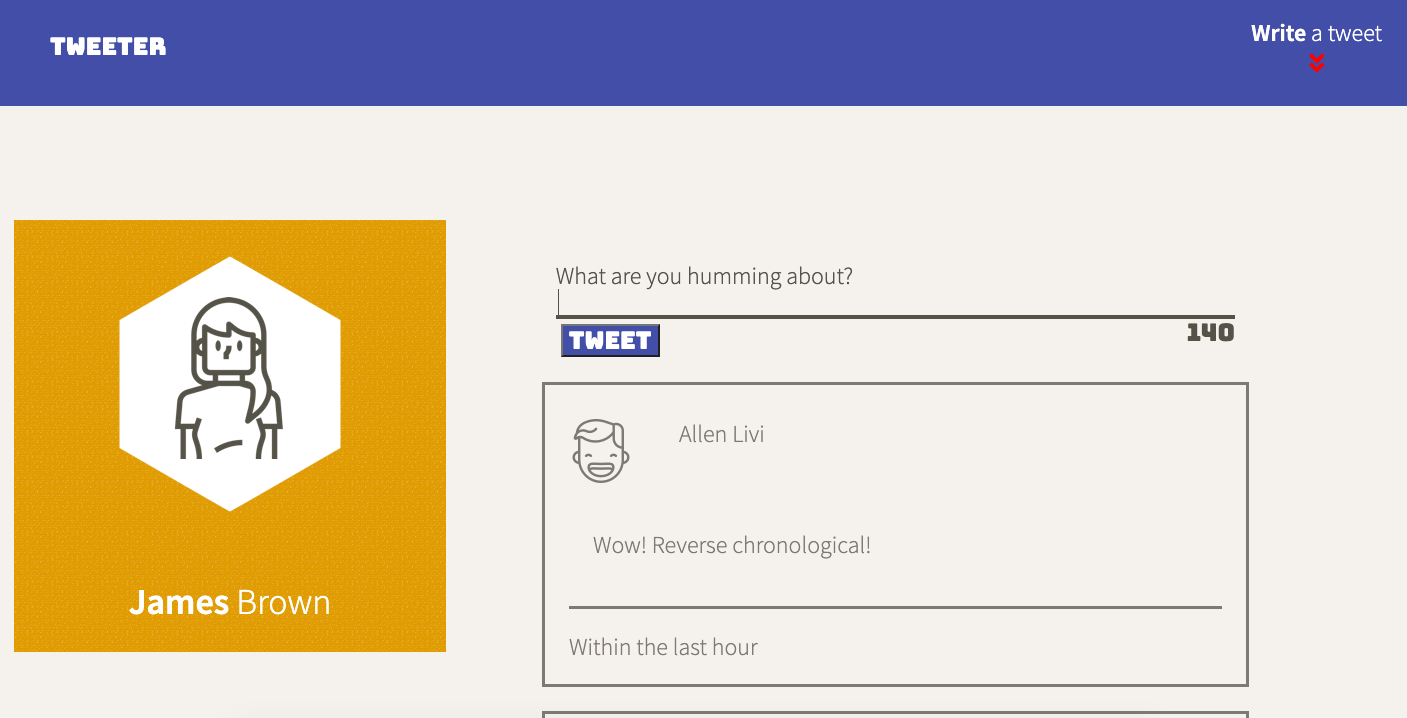 TWEETER
Write a tweet
What are you humming about?
TWEET
140
Allen Livi
Wow! Reverse chronological!
Within the last hour
James Brown